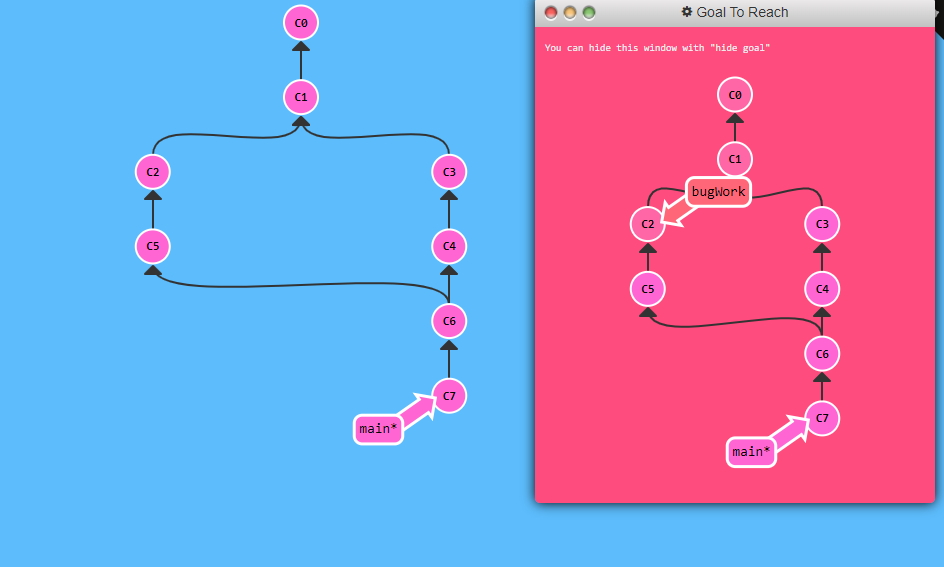 C0
C1
C2
C3
C5
C4
C6
C7
main*
Goal To Reach
You can hide this window with "hide goal"
C0
C1
bugWork
C2
C3
C5
C4
C6
C7
main*